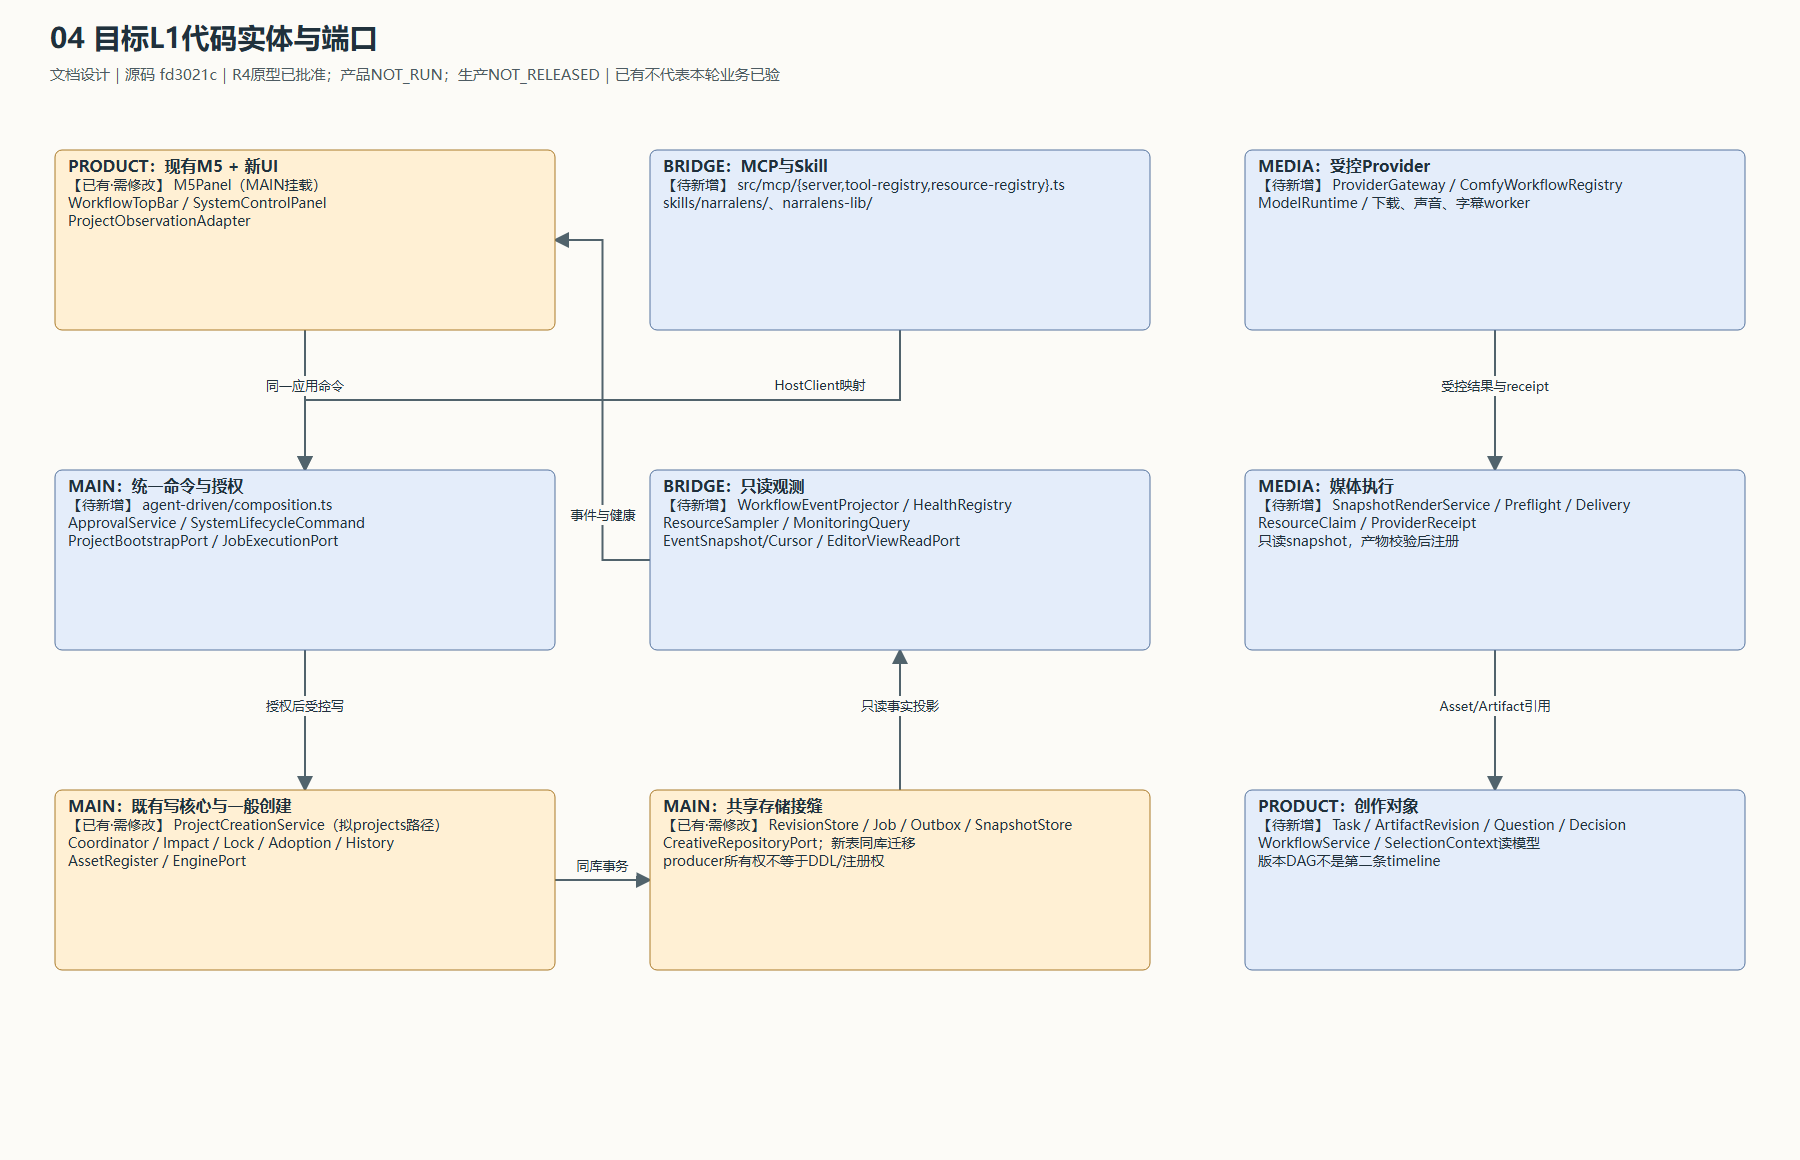 04 目标L1代码实体与端口
文档设计｜源码 fd3021c｜R4原型已批准；产品NOT_RUN；生产NOT_RELEASED｜已有不代表本轮业务已验
PRODUCT：现有M5 + 新UI
【已有·需修改】 M5Panel（MAIN挂载）
WorkflowTopBar / SystemControlPanel
ProjectObservationAdapter
BRIDGE：MCP与Skill
【待新增】 src/mcp/{server,tool-registry,resource-registry}.ts
skills/narralens/、narralens-lib/
MEDIA：受控Provider
【待新增】 ProviderGateway / ComfyWorkflowRegistry
ModelRuntime / 下载、声音、字幕worker
同一应用命令
HostClient映射
受控结果与receipt
MAIN：统一命令与授权
【待新增】 agent-driven/composition.ts
ApprovalService / SystemLifecycleCommand
ProjectBootstrapPort / JobExecutionPort
事件与健康
BRIDGE：只读观测
【待新增】 WorkflowEventProjector / HealthRegistry
ResourceSampler / MonitoringQuery
EventSnapshot/Cursor / EditorViewReadPort
MEDIA：媒体执行
【待新增】 SnapshotRenderService / Preflight / Delivery
ResourceClaim / ProviderReceipt
只读snapshot，产物校验后注册
授权后受控写
只读事实投影
Asset/Artifact引用
MAIN：既有写核心与一般创建
【已有·需修改】 ProjectCreationService（拟projects路径）
Coordinator / Impact / Lock / Adoption / History
AssetRegister / EnginePort
同库事务
MAIN：共享存储接缝
【已有·需修改】 RevisionStore / Job / Outbox / SnapshotStore
CreativeRepositoryPort；新表同库迁移
producer所有权不等于DDL/注册权
PRODUCT：创作对象
【待新增】 Task / ArtifactRevision / Question / Decision
WorkflowService / SelectionContext读模型
版本DAG不是第二条timeline